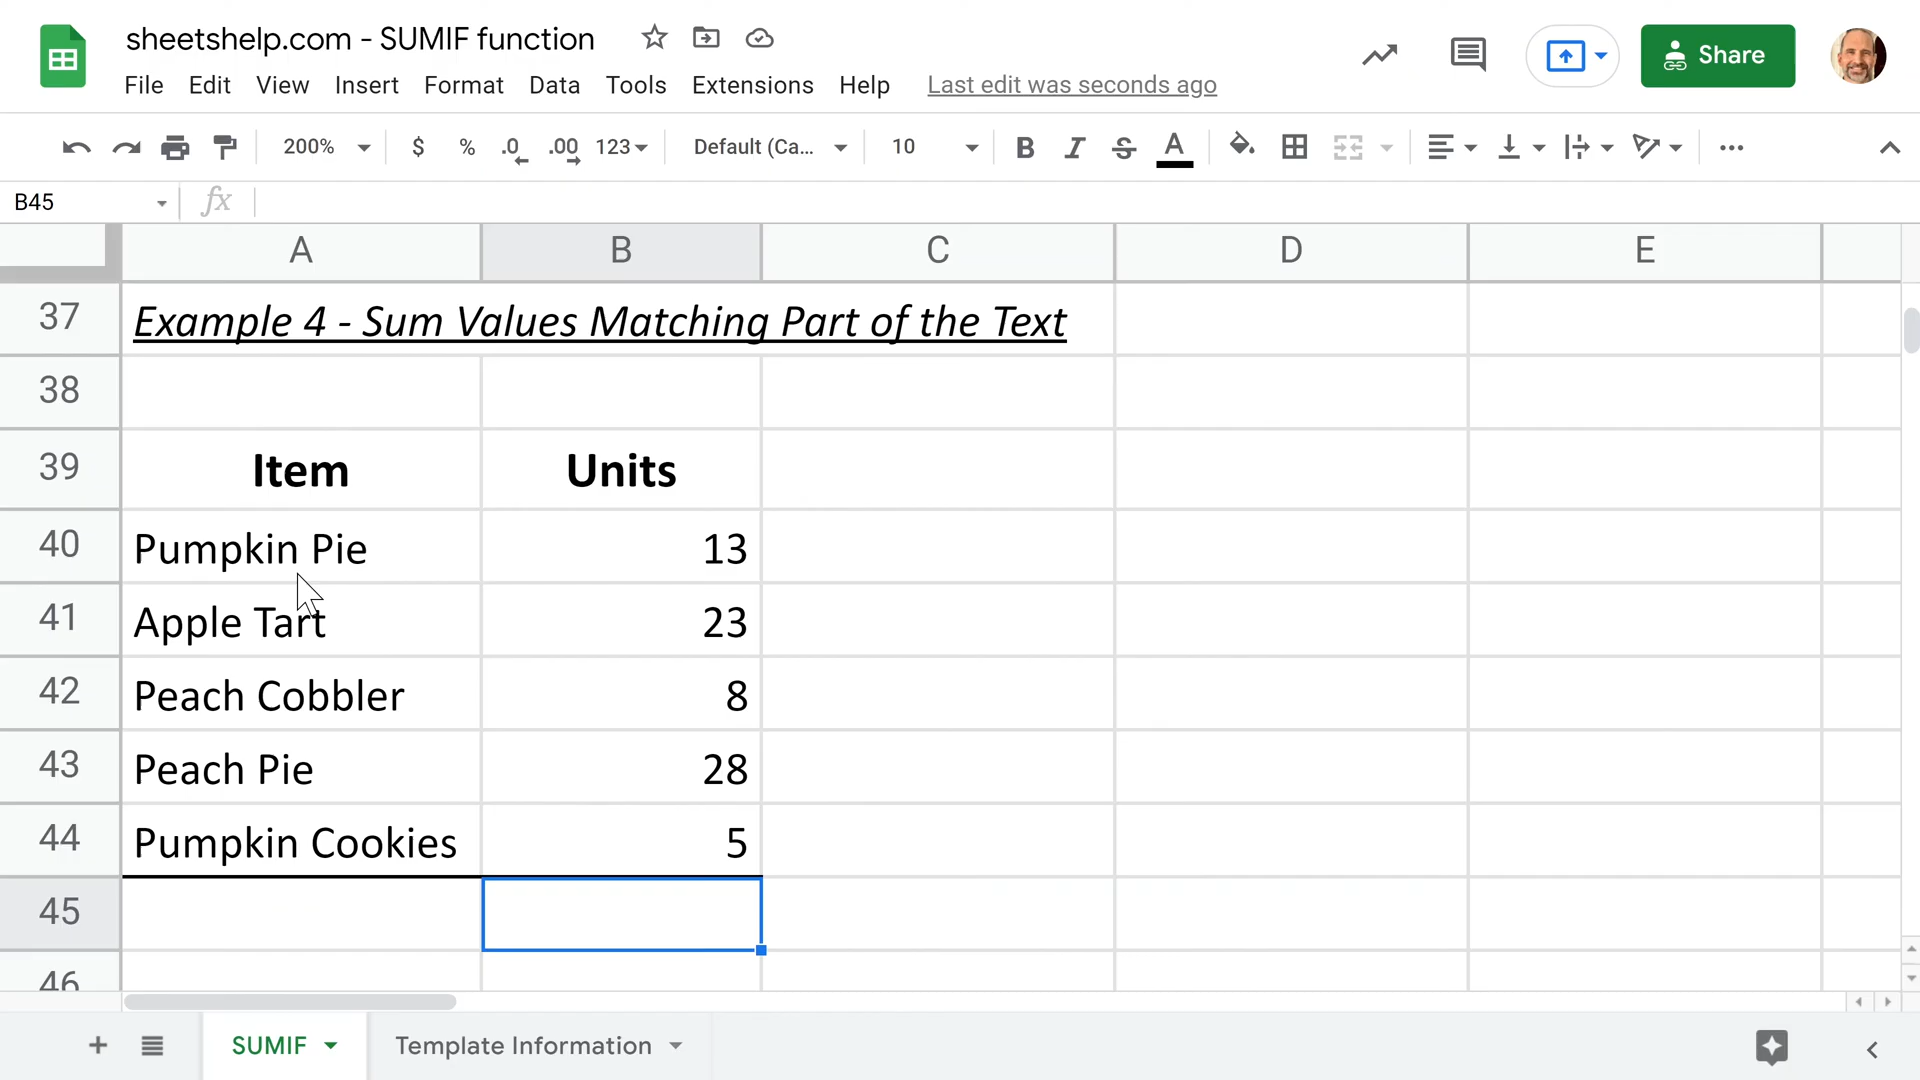 sheetshelp.com - SUMIF function
File Edit View Insert Format Data Tools Extensions Help Last edit was seconds ago
Share
200% $ % .0 .00 123 Default (Ca... 10 B I S A
B45 fx
A B C D E
37 Example 4 - Sum Values Matching Part of the Text
38
39 Item Units
40 Pumpkin Pie 13
41 Apple Tart 23
42 Peach Cobbler 8
43 Peach Pie 28
44 Pumpkin Cookies 5
45
46
SUMIF Template Information